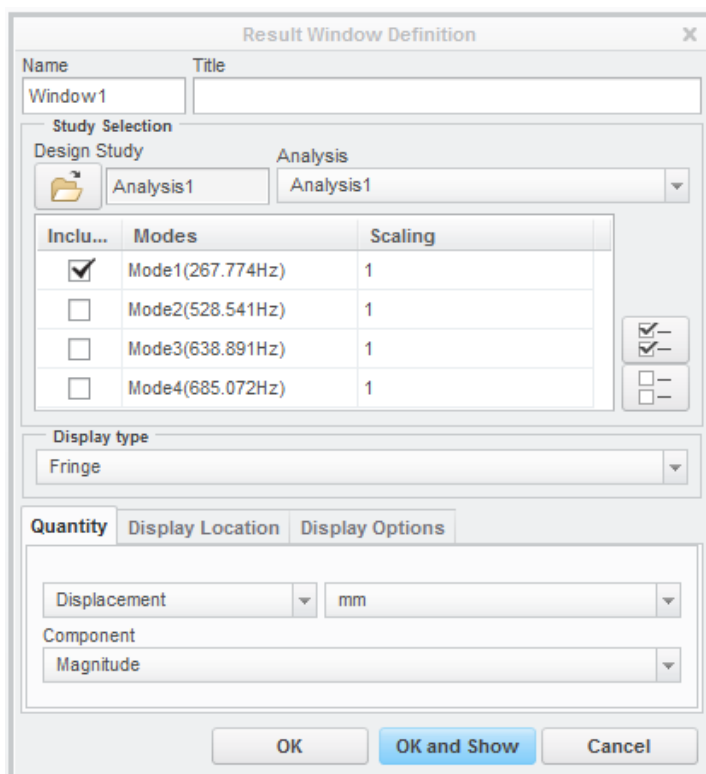 Result Window Definition
Name Title
Window1
Study Selection
Design Study Analysis
Analysis1 Analysis1
Inclu... Modes Scaling
Mode1(267.774Hz) 1
Mode2(528.541Hz) 1
Mode3(638.891Hz) 1
Mode4(685.072Hz) 1
Display type
Fringe
Quantity Display Location Display Options
Displacement mm
Component
Magnitude
OK OK and Show Cancel